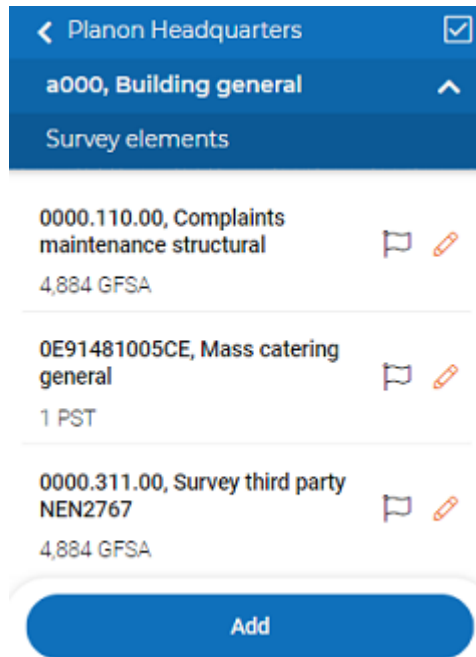 Planon Headquarters
a000, Building general
Survey elements
0000.110.00, Complaints
maintenance structural
4,884 GFSA
0E91481005CE, Mass catering
general
1 PST
0000.311.00, Survey third party
NEN2767
4,884 GFSA
Add